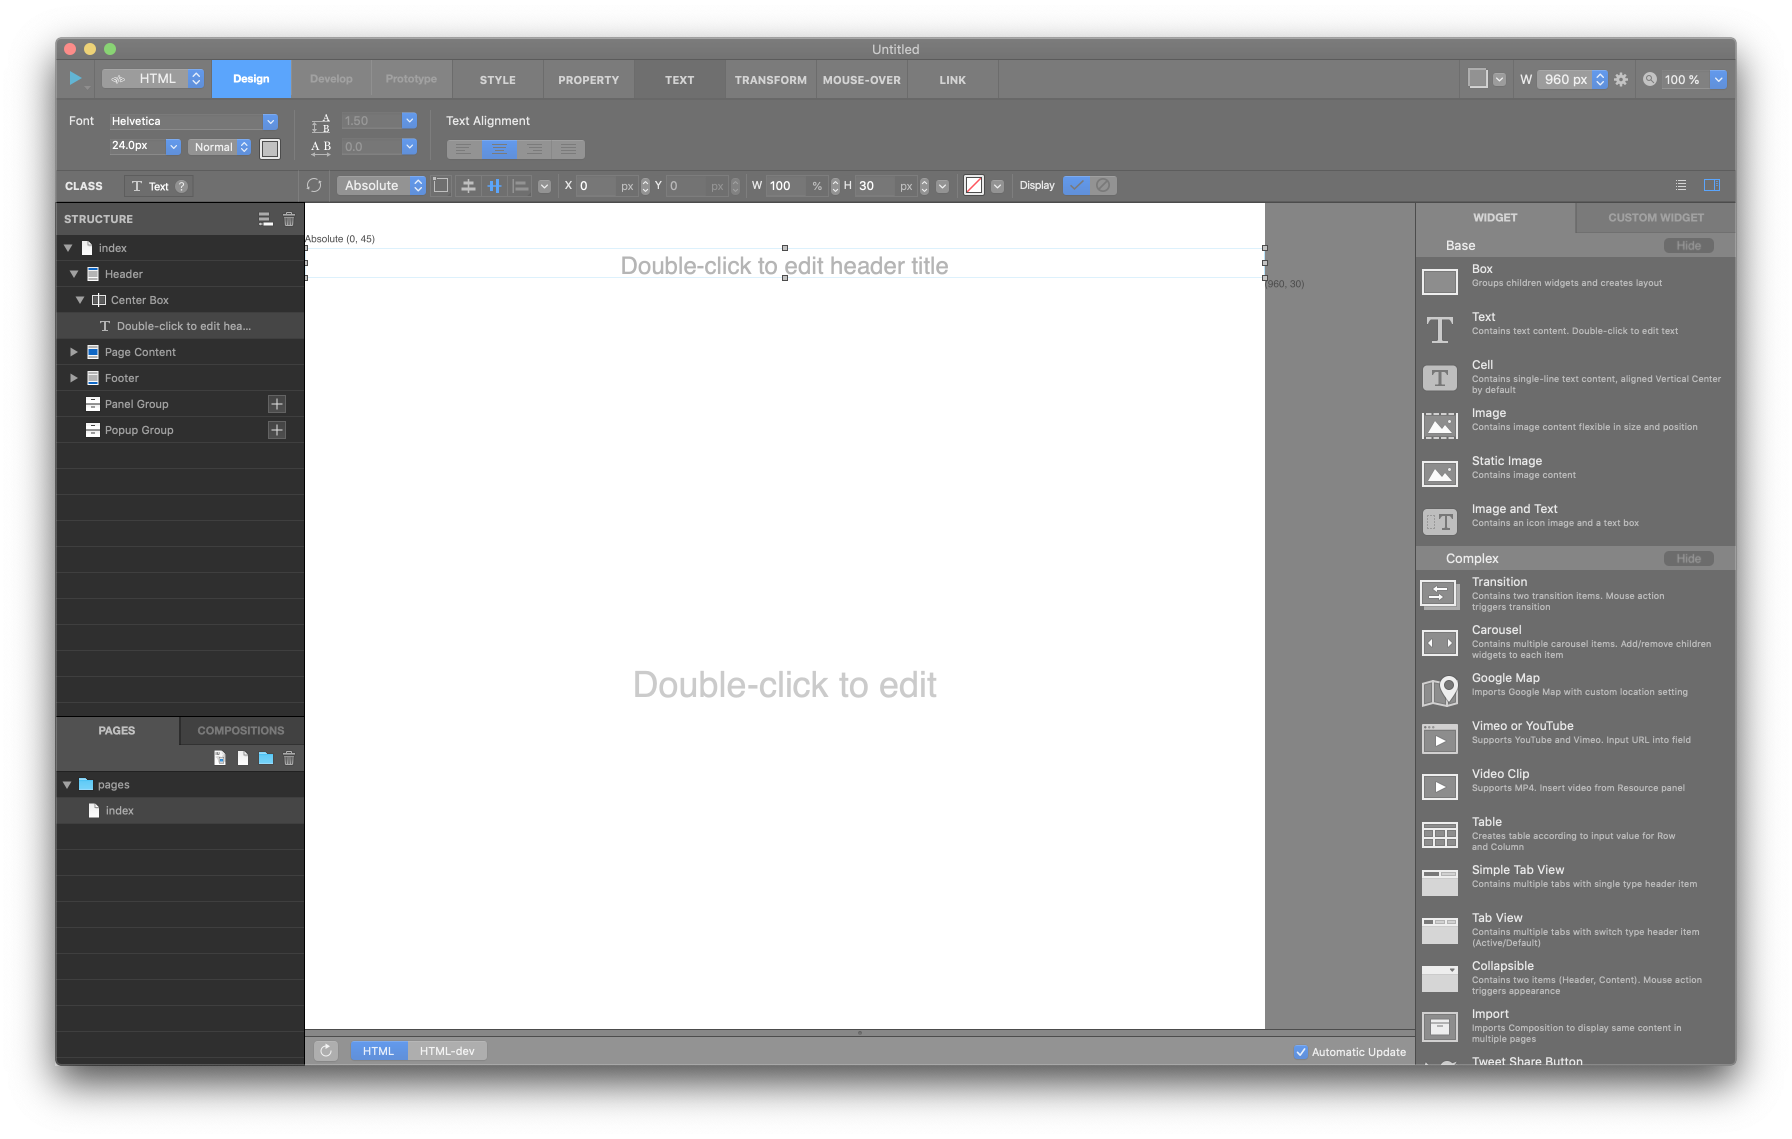 Untitled
HTML
Design
Develop
Prototype
STYLE
PROPERTY
TEXT
TRANSFORM
MOUSE-OVER
LINK
W 960 px
100 %
Font Helvetica
24.0px Normal
A B 1.50
A B 0.0
Text Alignment
CLASS T Text ?
Absolute
X 0 px
Y 0 px
W 100 %
H 30 px
Display
STRUCTURE
index
Header
Center Box
T Double-click to edit hea...
Page Content
Footer
Panel Group
Popup Group
PAGES
COMPOSITIONS
pages
index
Absolute (0, 45)
Double-click to edit header title
(960, 30)
Double-click to edit
HTML
HTML-dev
Automatic Update
WIDGET
CUSTOM WIDGET
Base Hide
Box
Groups children widgets and creates layout
Text
Contains text content. Double-click to edit text
Cell
Contains single-line text content, aligned Vertical Center
by default
Image
Contains image content flexible in size and position
Static Image
Contains image content
Image and Text
Contains an icon image and a text box
Complex Hide
Transition
Contains two transition items. Mouse action
triggers transition
Carousel
Contains multiple carousel items. Add/remove children
widgets to each item
Google Map
Imports Google Map with custom location setting
Vimeo or YouTube
Supports YouTube and Vimeo. Input URL into field
Video Clip
Supports MP4. Insert video from Resource panel
Table
Creates table according to input value for Row
and Column
Simple Tab View
Contains multiple tabs with single type header item
Tab View
Contains multiple tabs with switch type header item
(Active/Default)
Collapsible
Contains two items (Header, Content). Mouse action
triggers appearance
Import
Imports Composition to display same content in
multiple pages
Tweet Share Button